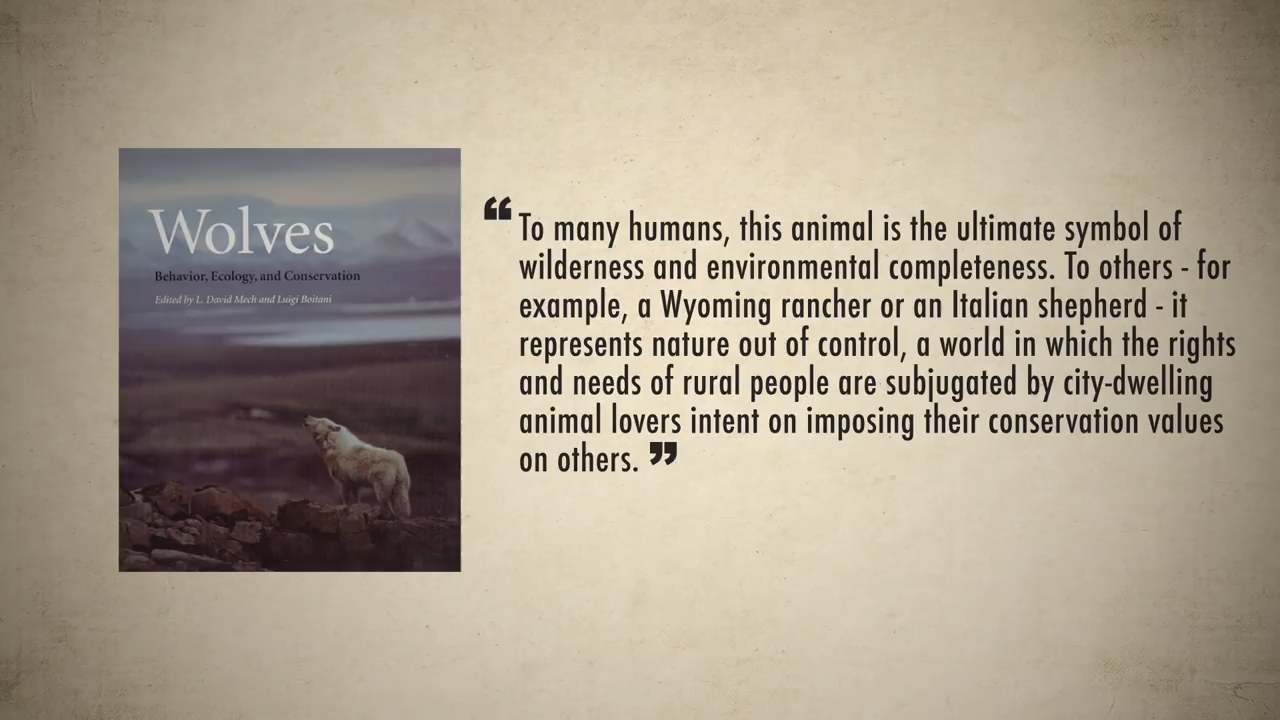 Wolves
Behavior, Ecology, and Conservation
Edited by L. David Mech and Luigi Boitani
“To many humans, this animal is the ultimate symbol of
wilderness and environmental completeness. To others - for
example, a Wyoming rancher or an Italian shepherd - it
represents nature out of control, a world in which the rights
and needs of rural people are subjugated by city-dwelling
animal lovers intent on imposing their conservation values
on others.”